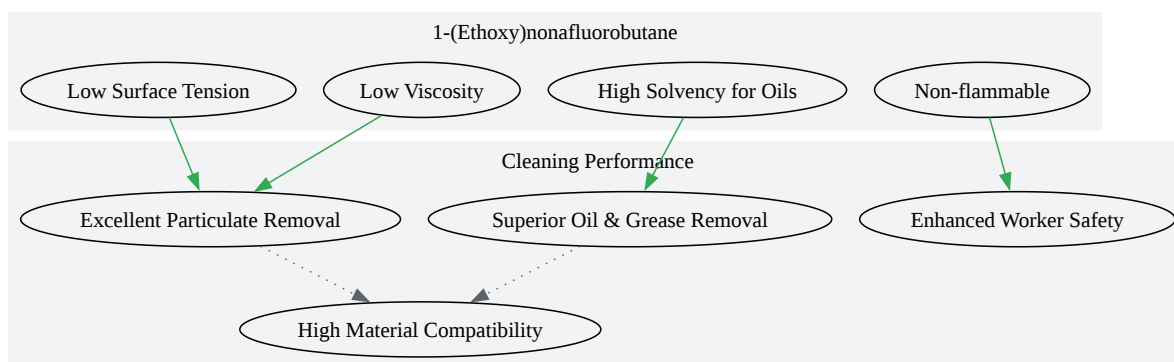 1-(Ethoxy)nonafluorobutane
Low Surface Tension
Low Viscosity
High Solvency for Oils
Non-flammable
Cleaning Performance
Excellent Particulate Removal
Superior Oil & Grease Removal
Enhanced Worker Safety
High Material Compatibility